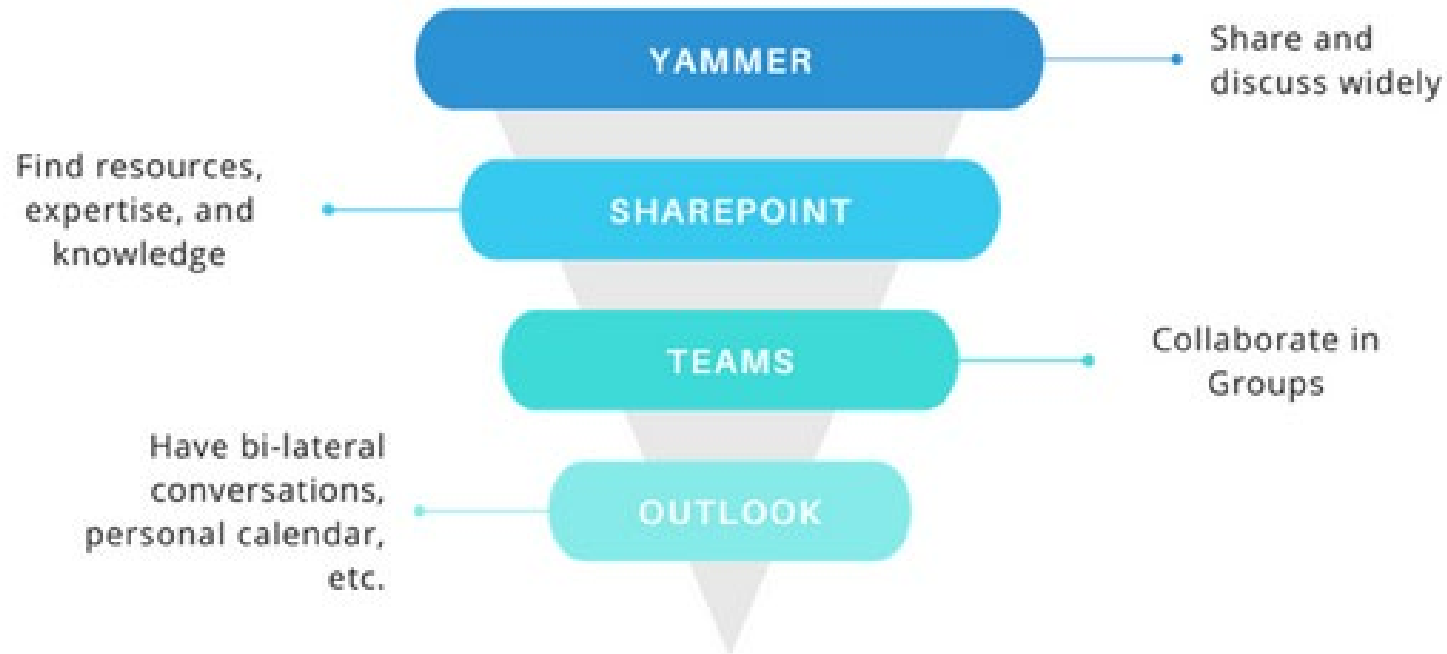 YAMMER
Share and
discuss widely
Find resources,
expertise, and
knowledge
SHAREPOINT
TEAMS
Collaborate in
Groups
Have bi-lateral
conversations,
personal calendar,
etc.
OUTLOOK